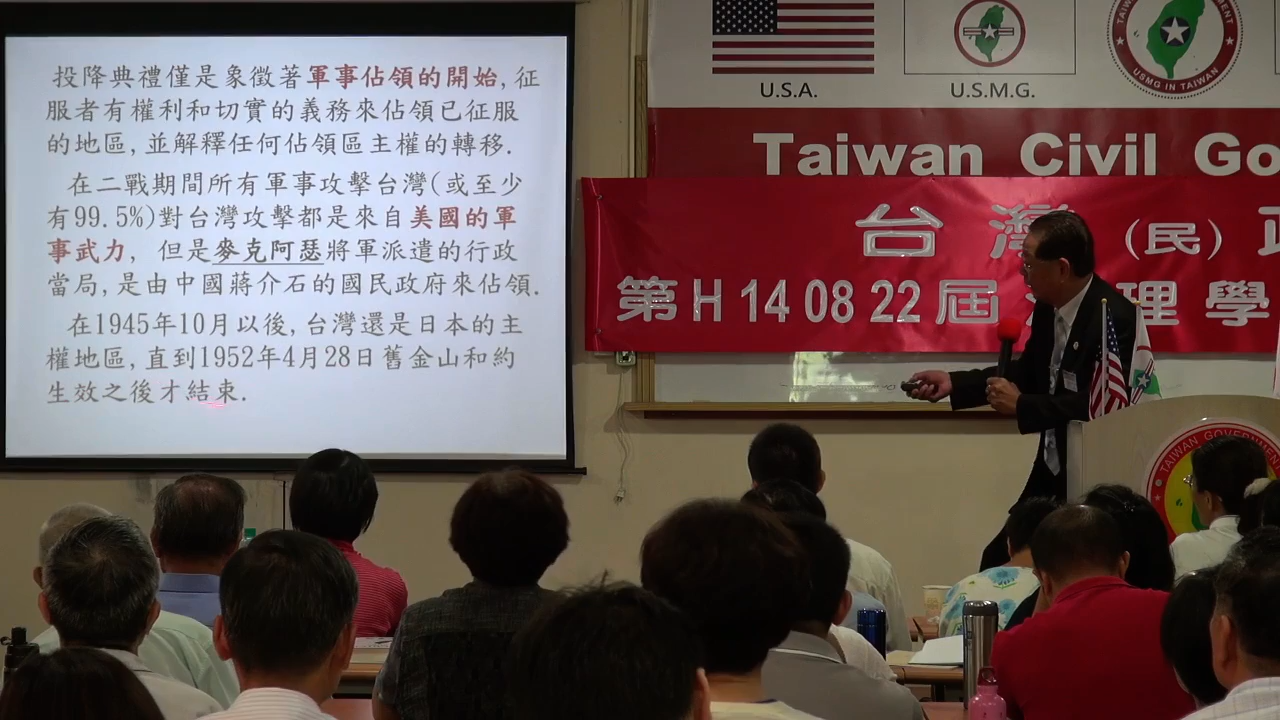 投降典禮僅是象徵著軍事佔領的開始,征
服者有權利和切實的義務來佔領已征服
的地區,並解釋任何佔領區主權的轉移.
在二戰期間所有軍事攻擊台灣(或至少
有99.5%)對台灣攻擊都是來自美國的軍
事武力, 但是麥克阿瑟將軍派遣的行政
當局,是由中國蔣介石的國民政府來佔領.
在1945年10月以後,台灣還是日本的主
權地區,直到1952年4月28日舊金山和約
生效之後才結束.
U.S.A.
U.S.M.G.
USMG IN TAIWAN
Taiwan Civil Go
台灣(民)
第H 14 08 22屆 理學
TAIWAN GOVERNMENT